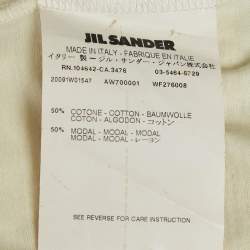 JIL SANDER
MADE IN ITALY - FABRIQUÉ EN ITALIE
イタリー製 - ジル・サンダー・ジャパン株式会社
RN.104642-CA.3476 03-5464-6729
20091W01547 AW700001 WF276008
50% COTONE - COTTON - BAUMWOLLE
COTON - ALGODON - コットン
50% MODAL - MODAL - MODAL
MODAL - MODAL - レーヨン
SEE REVERSE FOR CARE INSTRUCTION